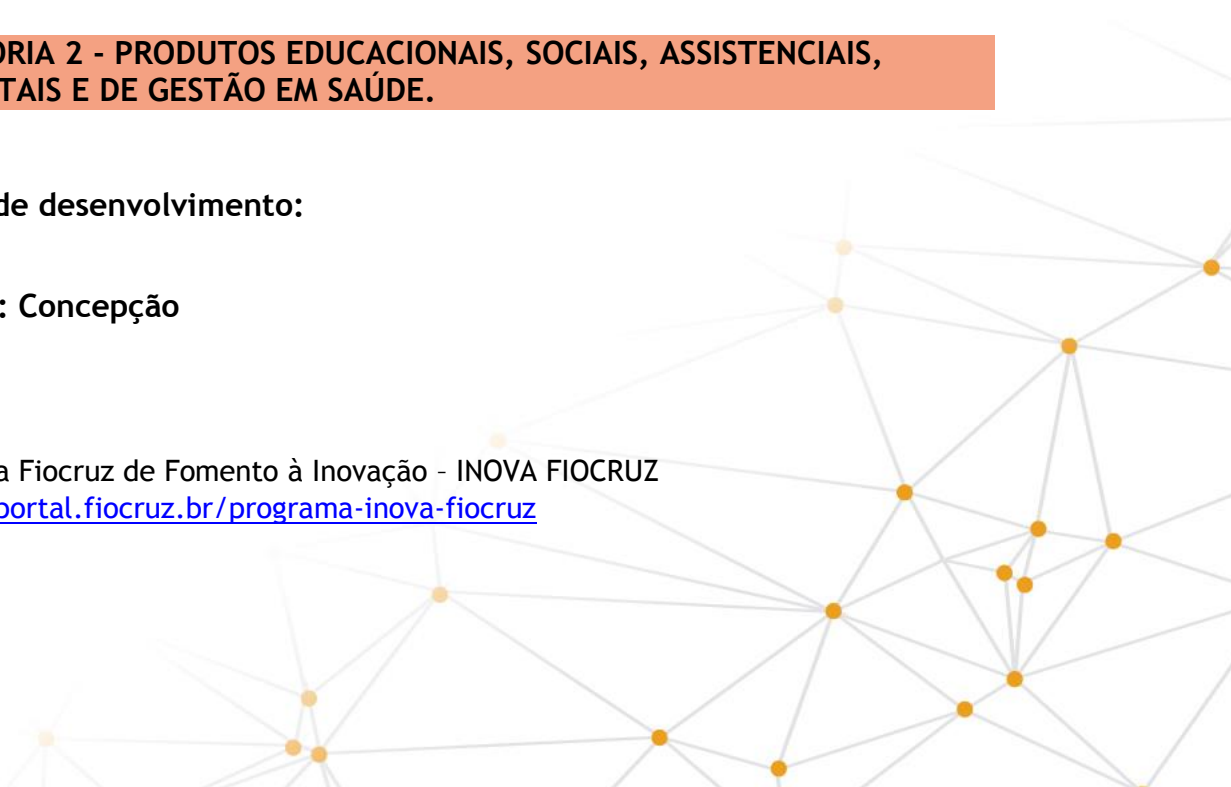 ORIA 2 - PRODUTOS EDUCACIONAIS, SOCIAIS, ASSISTENCIAIS,
TAIS E DE GESTÃO EM SAÚDE.
de desenvolvimento:
: Concepção
a Fiocruz de Fomento à Inovação – INOVA FIOCRUZ
portal.fiocruz.br/programa-inova-fiocruz